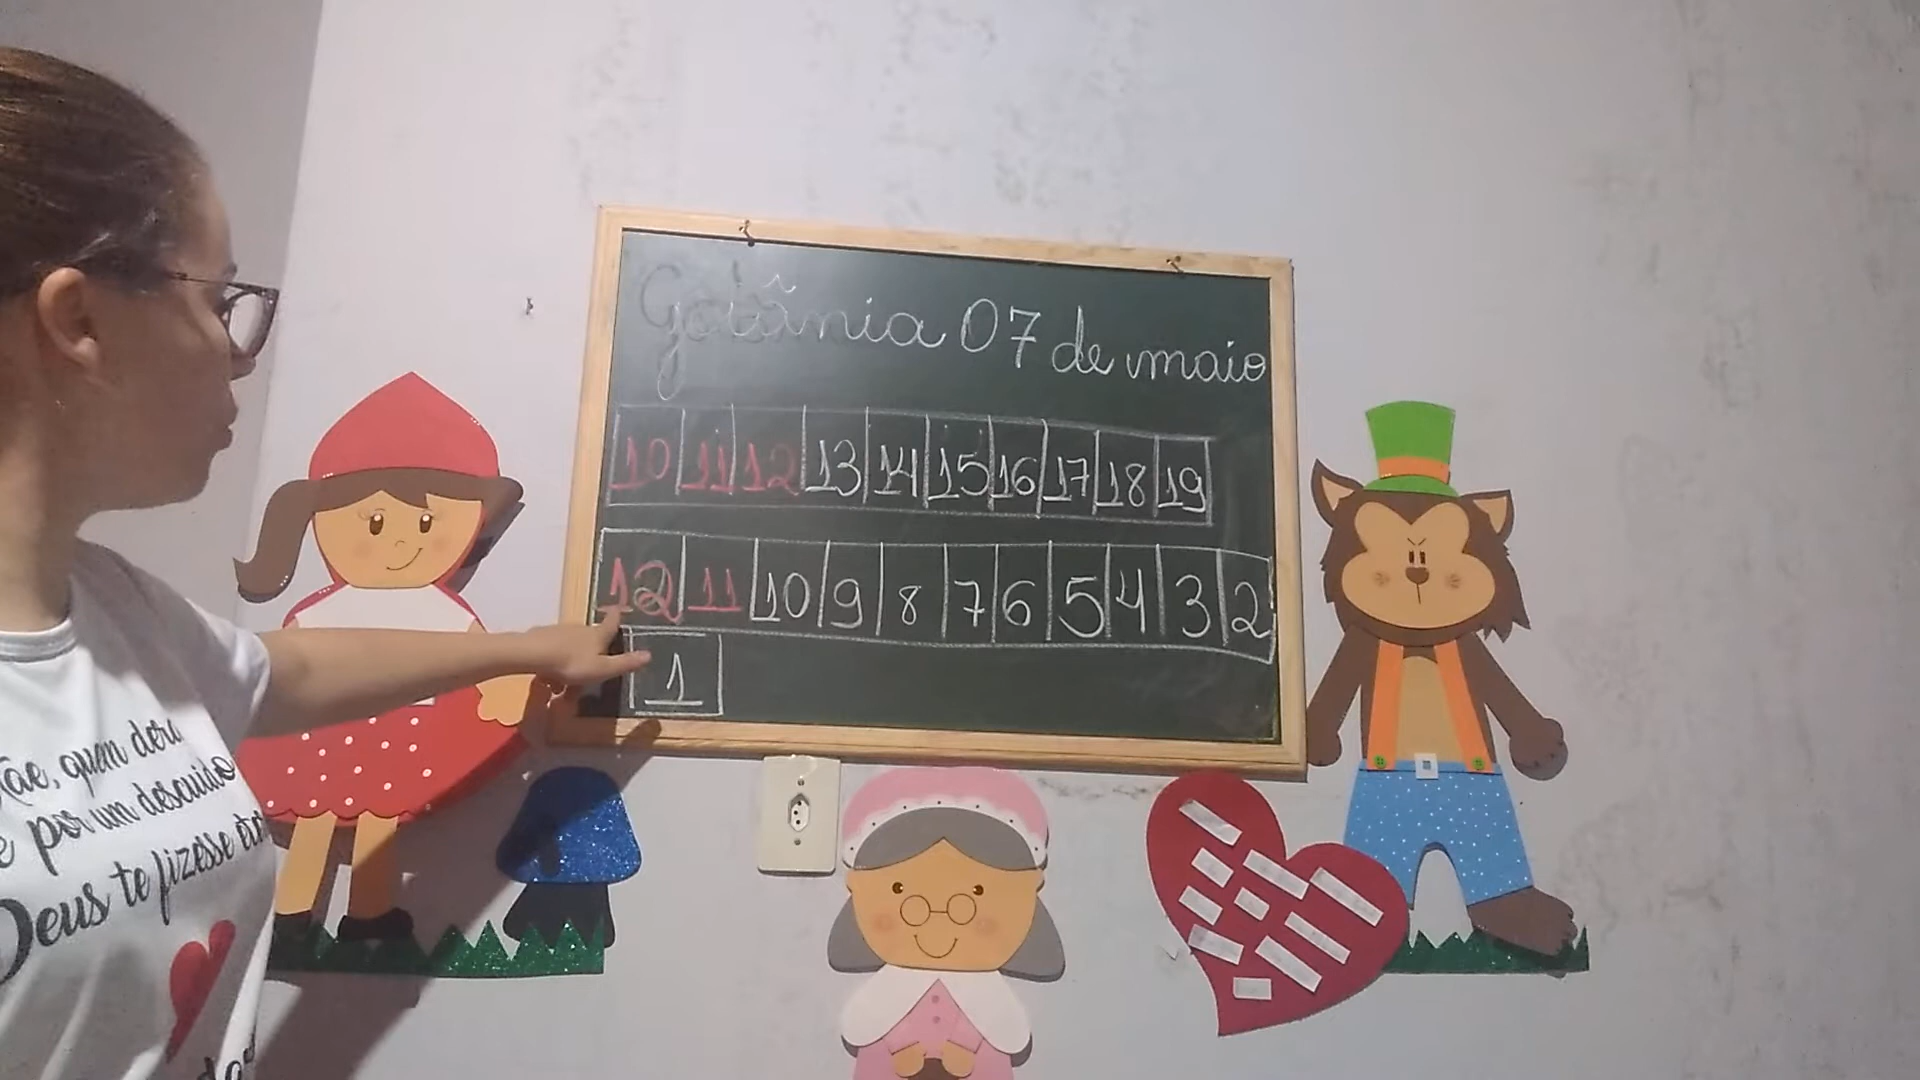 Goiânia 07 de maio
10 11 12 13 14 15 16 17 18 19
12 11 10 9 8 7 6 5 4 3 2
1
quem dera
por um descuido
Deus te fizesse